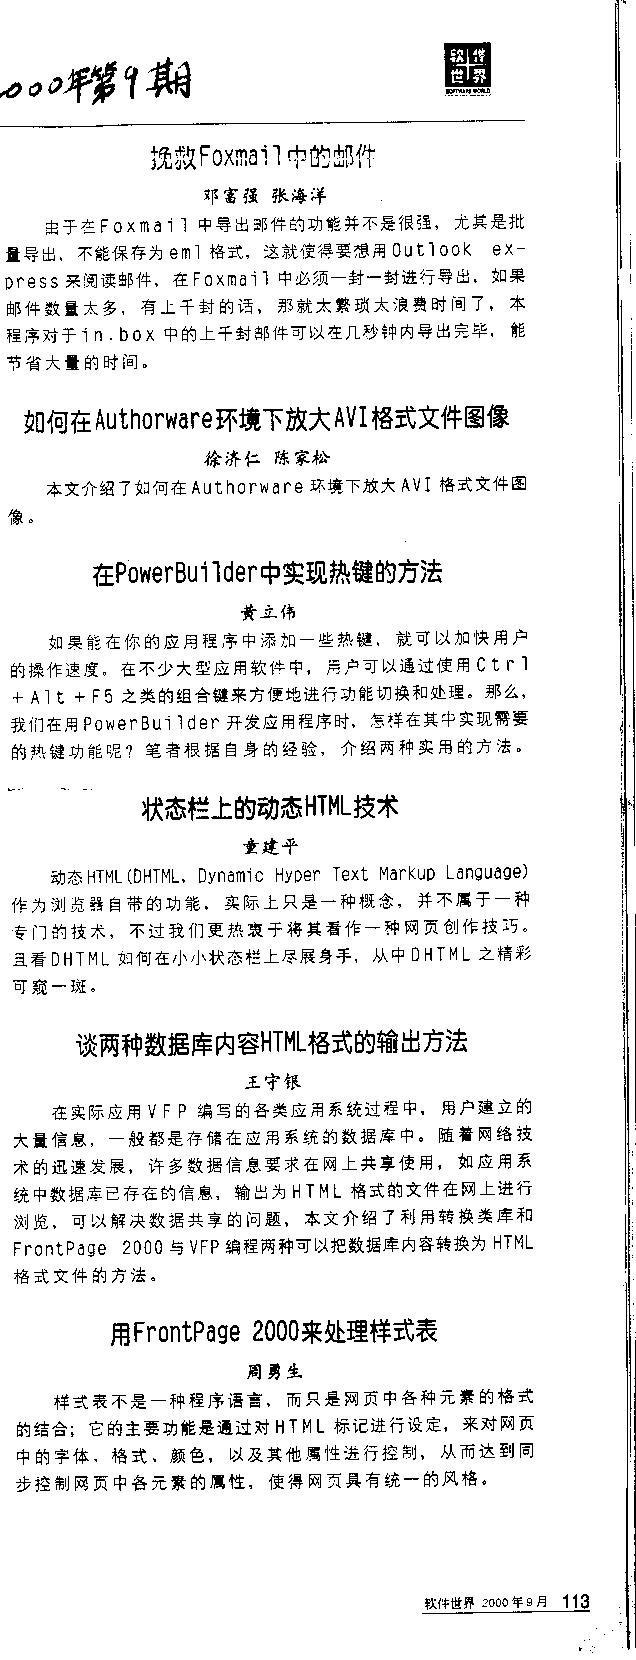 000年第9期
软件
世界
SOFTWARE WORLD
挽救Foxmail中的邮件
邓富强 张海洋
由于在Foxmail中导出邮件的功能并不是很强，尤其是批
量导出，不能保存为eml格式，这就使得要想用Outlook ex-
press来阅读邮件，在Foxmail中必须一封一封进行导出，如果
邮件数量太多，有上千封的话，那就太繁琐太浪费时间了，本
程序对于in.box中的上千封邮件可以在几秒钟内导出完毕，能
节省大量的时间。
如何在Authorware环境下放大AVI格式文件图像
徐济仁 陈家松
本文介绍了如何在Authorware环境下放大AVI格式文件图
像。
在PowerBuilder中实现热键的方法
黄立伟
如果能在你的应用程序中添加一些热键，就可以加快用户
的操作速度。在不少大型应用软件中，用户可以通过使用Ctrl
+Alt+F5之类的组合键来方便地进行功能切换和处理。那么，
我们在用PowerBuilder开发应用程序时，怎样在其中实现需要
的热键功能呢？笔者根据自身的经验，介绍两种实用的方法。
状态栏上的动态HTML技术
童建平
动态HTML(DHTML，Dynamic Hyper Text Markup Language)
作为浏览器自带的功能，实际上只是一种概念，并不属于一种
专门的技术，不过我们更热衷于将其看作一种网页创作技巧。
且看DHTML如何在小小状态栏上尽展身手，从中DHTML之精彩
可窥一斑。
谈两种数据库内容HTML格式的输出方法
王守银
在实际应用VFP编写的各类应用系统过程中，用户建立的
大量信息，一般都是存储在应用系统的数据库中。随着网络技
术的迅速发展，许多数据信息要求在网上共享使用，如应用系
统中数据库已存在的信息，输出为HTML格式的文件在网上进行
浏览，可以解决数据共享的问题，本文介绍了利用转换类库和
FrontPage 2000与VFP编程两种可以把数据库内容转换为HTML
格式文件的方法。
用FrontPage 2000来处理样式表
周勇生
样式表不是一种程序语言，而只是网页中各种元素的格式
的结合；它的主要功能是通过对HTML标记进行设定，来对网页
中的字体、格式、颜色，以及其他属性进行控制，从而达到同
步控制网页中各元素的属性，使得网页具有统一的风格。
软件世界 2000年9月 113